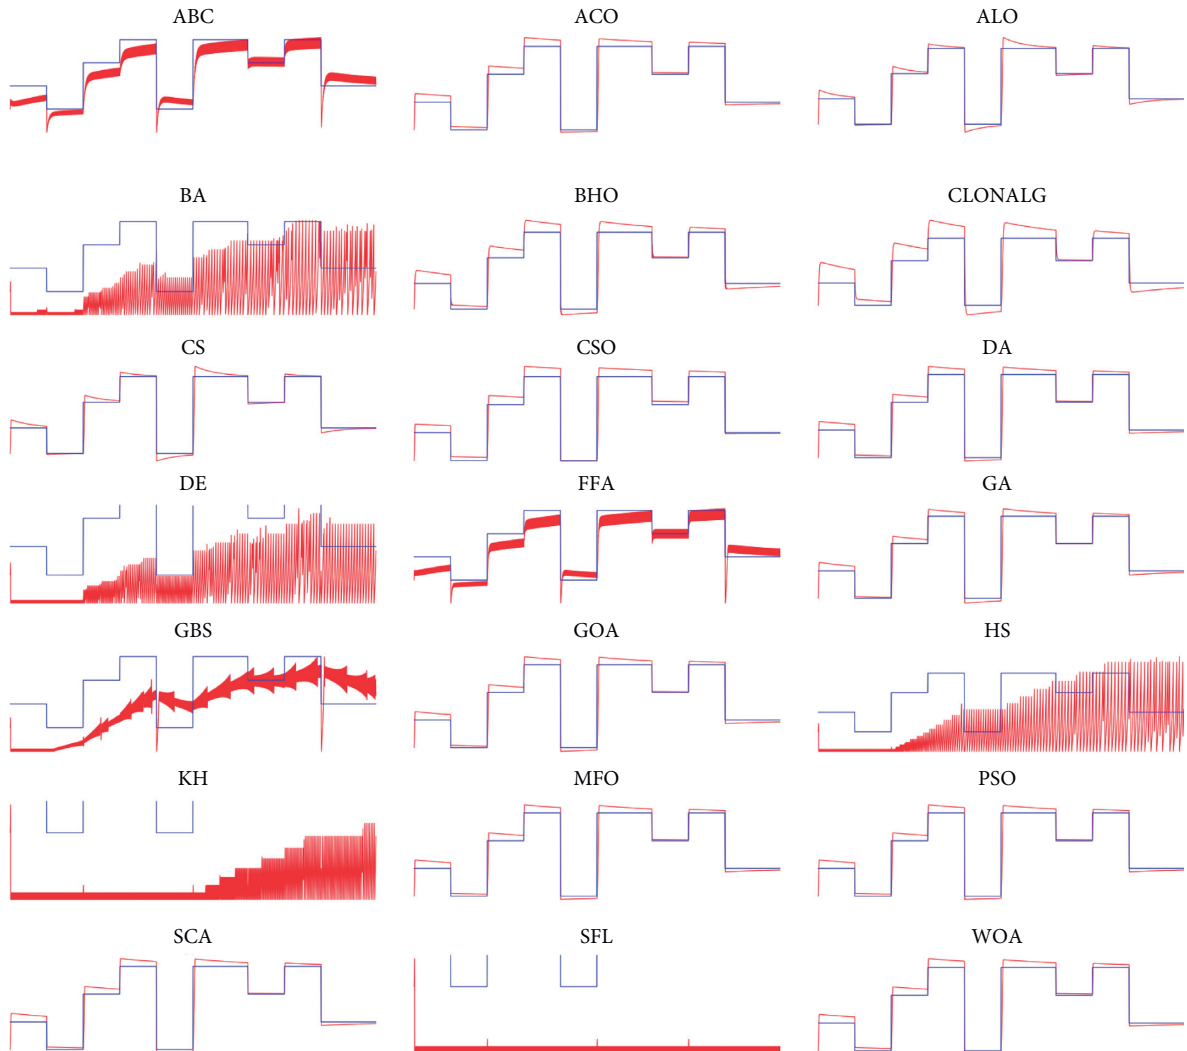 ABC
ACO
ALO
BA
BHO
CLONALG
CS
CSO
DA
DE
FFA
GA
GBS
GOA
HS
KH
MFO
PSO
SCA
SFL
WOA